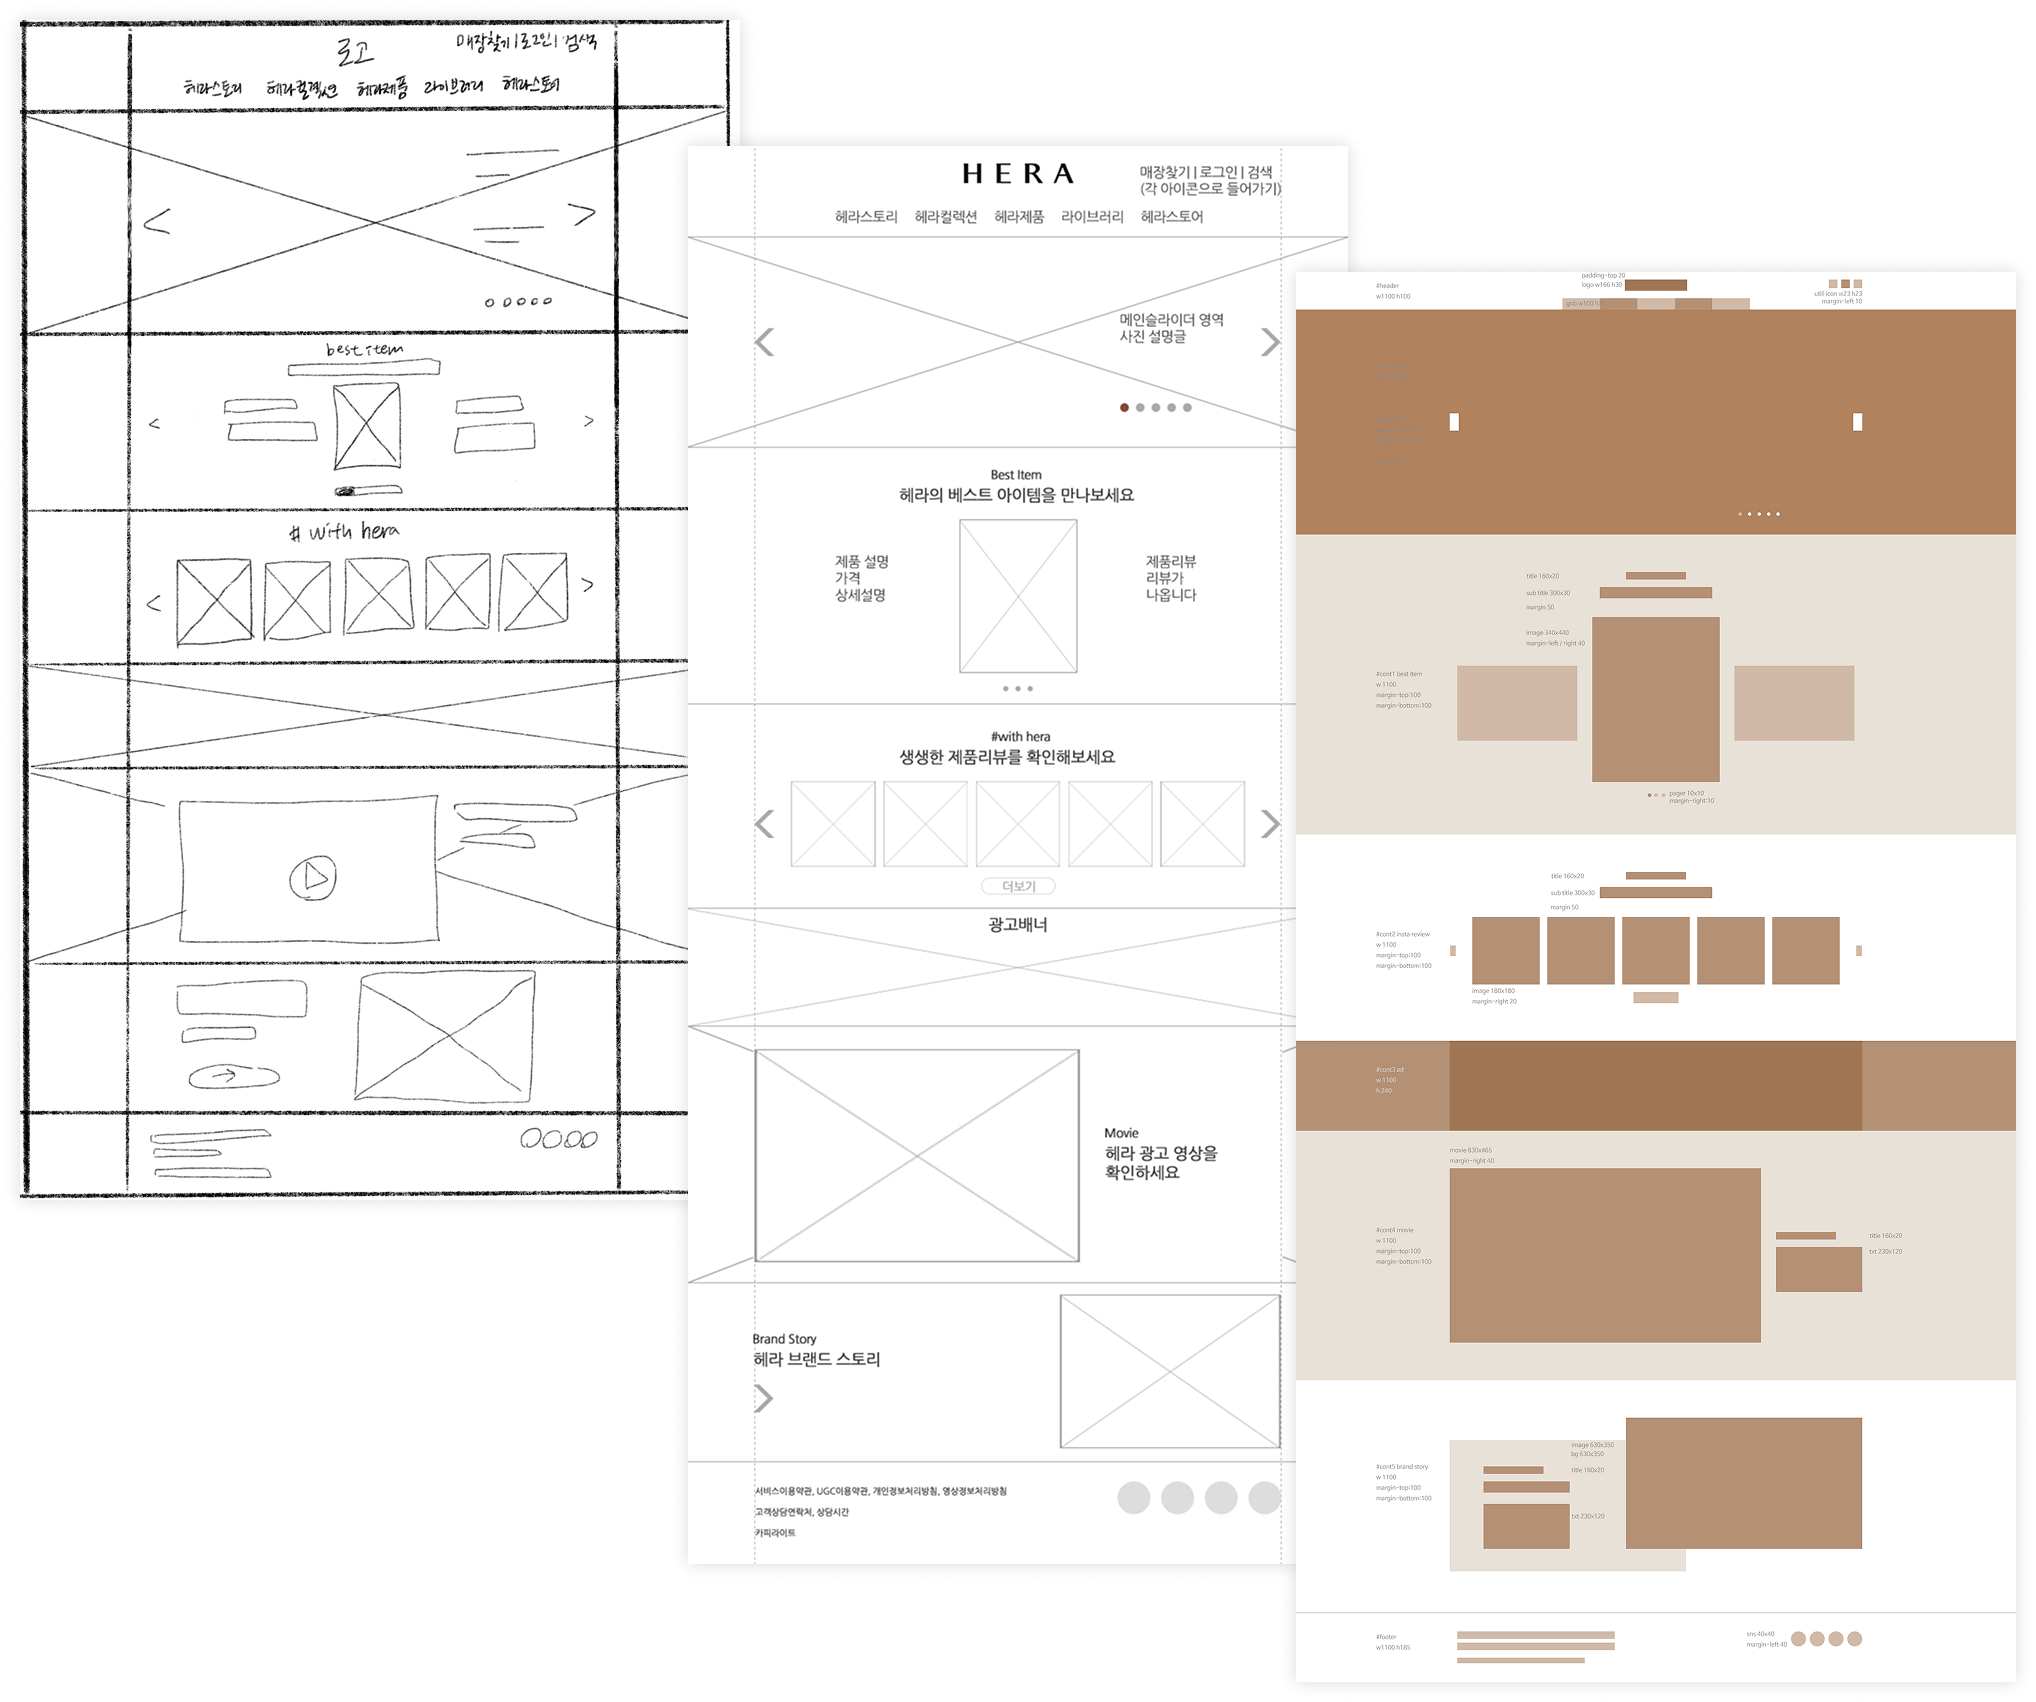 로고
매장찾기 | 로그인 | 검색
헤라스토리 헤라컬렉션 헤라제품 라이브러리 헤라스토어
best item
# with hera
HERA
매장찾기 | 로그인 | 검색
(각 아이콘으로 들어가기)
헤라스토리 헤라컬렉션 헤라제품 라이브러리 헤라스토어
메인슬라이더 영역
사진 설명글
Best Item
헤라의 베스트 아이템을 만나보세요
제품 설명
가격
상세설명
제품리뷰
리뷰가
나옵니다
#with hera
생생한 제품리뷰를 확인해보세요
더보기
광고배너
Movie
헤라 광고 영상을
확인하세요
Brand Story
헤라 브랜드 스토리
서비스이용약관, UGC이용약관, 개인정보처리방침, 영상정보처리방침
고객상담연락처, 상담시간
카피라이트
#header
w1100 h100
padding-top 20
logo w166 h30
gnb w100 h
util icon w23 h23
margin-left 10
title 160x20
sub title 300x30
margin 50
image 340x440
margin-left / right 40
#cont1 best item
w 1100
margin-top:100
margin-bottom:100
pager 10x10
margin-right:10
title 160x20
sub title 300x30
margin 50
#cont2 insta review
w 1100
margin-top:100
margin-bottom:100
image 180x180
margin-right 20
#cont3 ad
w 1100
h 240
movie 830x465
margin-right 40
#cont4 movie
w 1100
margin-top:100
margin-bottom:100
title 160x20
txt 230x120
image 630x350
bg 630x350
title 160x20
#cont5 brand story
w 1100
margin-top:100
margin-bottom:100
txt 230x120
#footer
w1100 h185
sns 40x40
margin-left 40